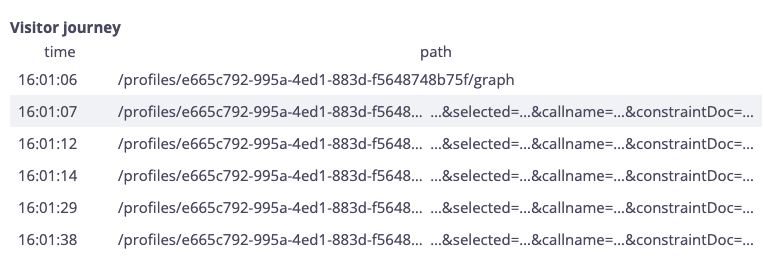 Visitor journey
time path
16:01:06 /profiles/e665c792-995a-4ed1-883d-f5648748b75f/graph
16:01:07 /profiles/e665c792-995a-4ed1-883d-f5648... ...&selected=...&callname=...&constraintDoc=...
16:01:12 /profiles/e665c792-995a-4ed1-883d-f5648... ...&selected=...&callname=...&constraintDoc=...
16:01:14 /profiles/e665c792-995a-4ed1-883d-f5648... ...&selected=...&callname=...&constraintDoc=...
16:01:29 /profiles/e665c792-995a-4ed1-883d-f5648... ...&selected=...&callname=...&constraintDoc=...
16:01:38 /profiles/e665c792-995a-4ed1-883d-f5648... ...&selected=...&callname=...&constraintDoc=...